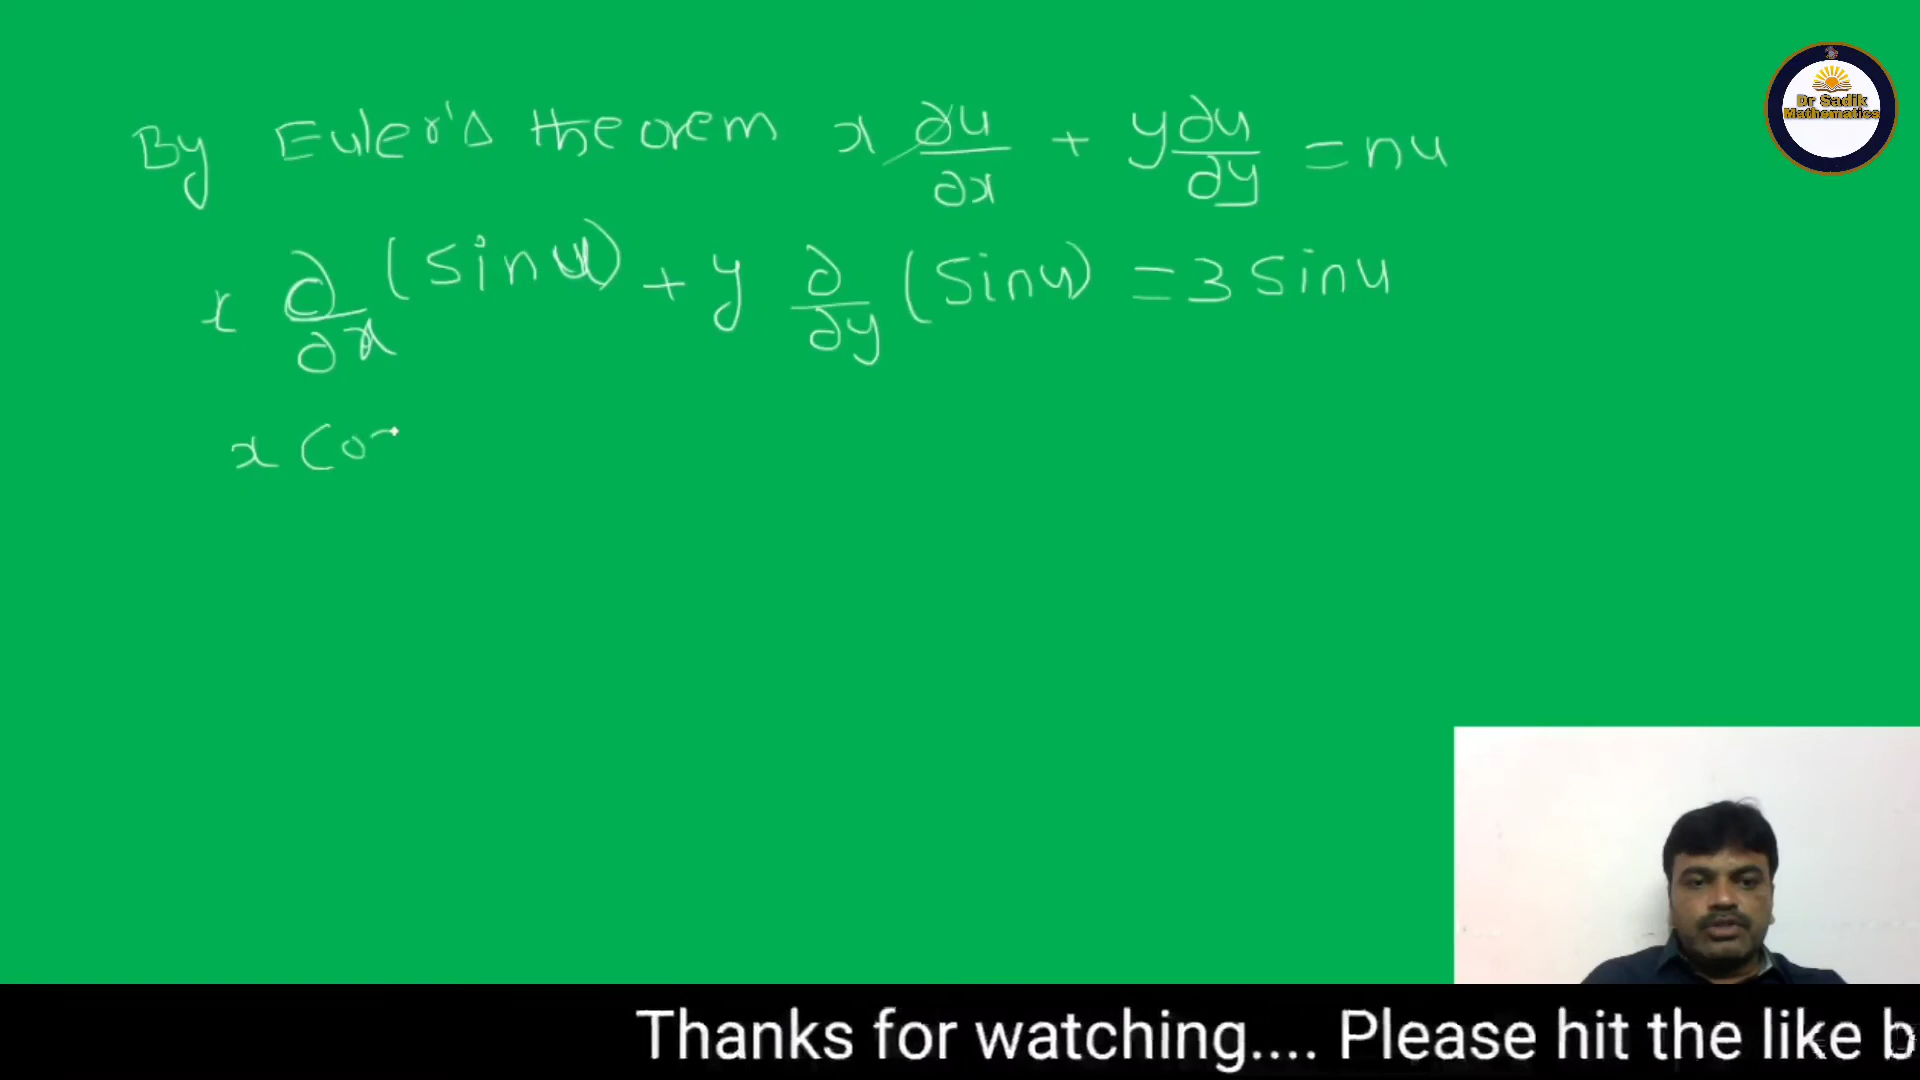 Dr Sadik
Mathematics
By Euler's theorem x ∂u/∂x + y ∂u/∂y = nu
x ∂/∂x (sin u) + y ∂/∂y (sin u) = 3 sin u
x Co
Thanks for watching.... Please hit the like b